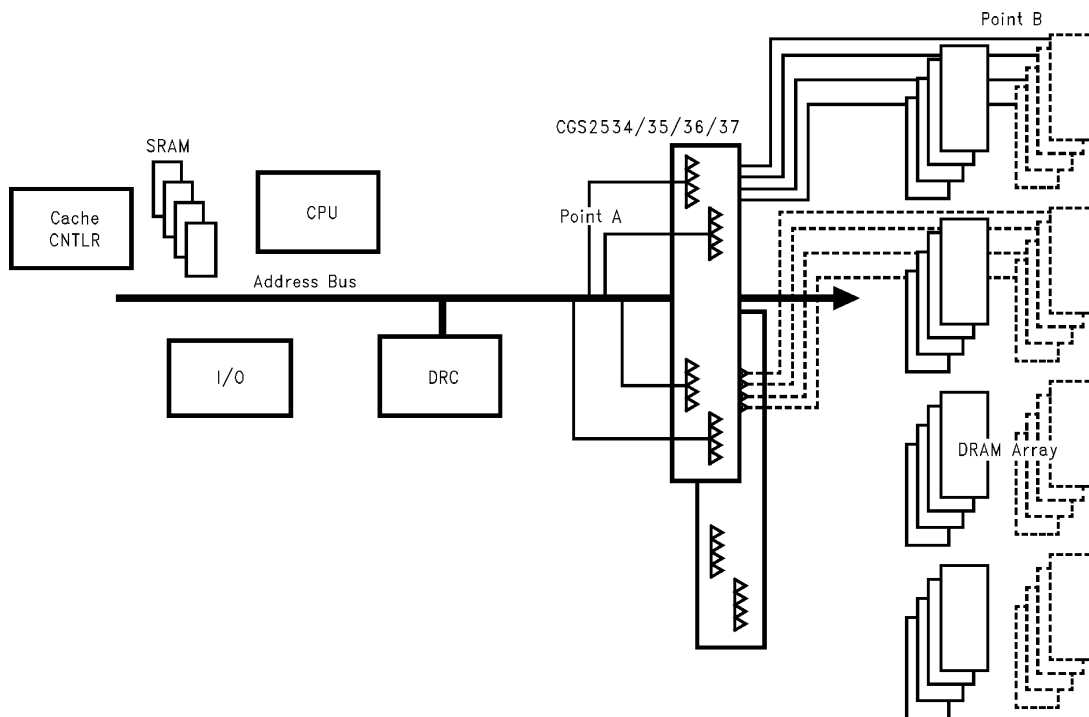 Point B
CGS2534/35/36/37
SRAM
Cache
CNTLR
CPU
Point A
Address Bus
I/O
DRC
DRAM Array